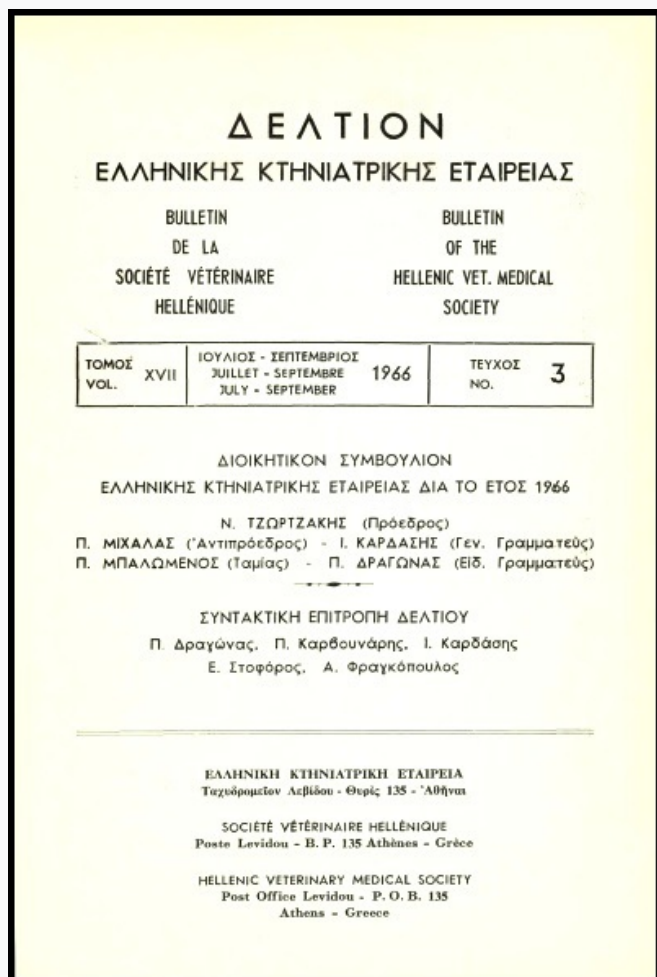 ΔΕΛΤΙΟΝ
ΕΛΛΗΝΙΚΗΣ ΚΤΗΝΙΑΤΡΙΚΗΣ ΕΤΑΙΡΕΙΑΣ
BULLETIN
DE LA
SOCIÉTÉ VÉTÉRINAIRE
HELLÉNIQUE
BULLETIN
OF THE
HELLENIC VET. MEDICAL
SOCIETY
ΤΟΜΟΣ
VOL.
XVII
ΙΟΥΛΙΟΣ - ΣΕΠΤΕΜΒΡΙΟΣ
JUILLET - SEPTEMBRE
JULY - SEPTEMBER
1966
ΤΕΥΧΟΣ
NO.
3
ΔΙΟΙΚΗΤΙΚΟΝ ΣΥΜΒΟΥΛΙΟΝ
ΕΛΛΗΝΙΚΗΣ ΚΤΗΝΙΑΤΡΙΚΗΣ ΕΤΑΙΡΕΙΑΣ ΔΙΑ ΤΟ ΕΤΟΣ 1966
Ν. ΤΖΩΡΤΖΑΚΗΣ (Πρόεδρος)
Π. ΜΙΧΑΛΑΣ (Ἀντιπρόεδρος) - Ι. ΚΑΡΔΑΣΗΣ (Γεν. Γραμματεὺς)
Π. ΜΠΑΛΩΜΕΝΟΣ (Ταμίας) - Π. ΔΡΑΓΩΝΑΣ (Εἰδ. Γραμματεὺς)
ΣΥΝΤΑΚΤΙΚΗ ΕΠΙΤΡΟΠΗ ΔΕΛΤΙΟΥ
Π. Δραγώνας, Π. Καρβουνάρης, Ι. Καρδάσης
Ε. Στοφόρος, Α. Φραγκόπουλος
ΕΛΛΗΝΙΚΗ ΚΤΗΝΙΑΤΡΙΚΗ ΕΤΑΙΡΕΙΑ
Ταχυδρομεῖον Λεβίδου - Θυρὶς 135 - Ἀθῆναι
SOCIÉTÉ VÉTÉRINAIRE HELLÉNIQUE
Poste Levidou - B. P. 135 Athènes - Grèce
HELLENIC VETERINARY MEDICAL SOCIETY
Post Office Levidou - P. O. B. 135
Athens - Greece